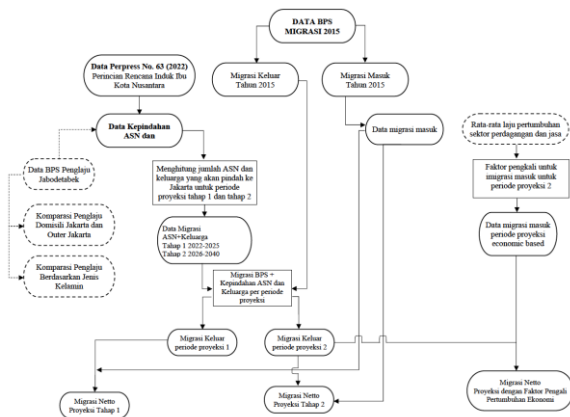 DATA BPS
MIGRASI 2015
Data Perpress No. 63 (2022)
Perincian Rencana Induk Ibu
Kota Nusantara
Migrasi Keluar
Tahun 2015
Migrasi Masuk
Tahun 2015
Data Kepindahan
ASN dan
Data migrasi masuk
Rata-rata laju pertumbuhan
sektor perdagangan dan jasa
Data BPS Penglaju
Jabodetabek
Menghitung jumlah ASN dan
keluarga yang akan pindah ke
Jakarta untuk periode
proyeksi tahap 1 dan tahap 2
Faktor pengkali untuk
imigrasi masuk untuk
periode proyeksi 2
Komparasi Penglaju
Domisili Jakarta dan
Outer Jakarta
Data Migrasi
ASN+Keluarga
Tahap 1 2022-2025
Tahap 2 2026-2040
Data migrasi masuk
periode proyeksi
economic based
Komparasi Penglaju
Berdasarkan Jenis
Kelamin
Migrasi BPS +
Kepindahan ASN dan
Keluarga per periode
proyeksi
Migrasi Keluar
periode proyeksi 1
Migrasi Keluar
periode proyeksi 2
Migrasi Netto
Proyeksi Tahap 1
Migrasi Netto
Proyeksi Tahap 2
Migrasi Netto
Proyeksi dengan Faktor Pengali
Pertumbuhan Ekonomi